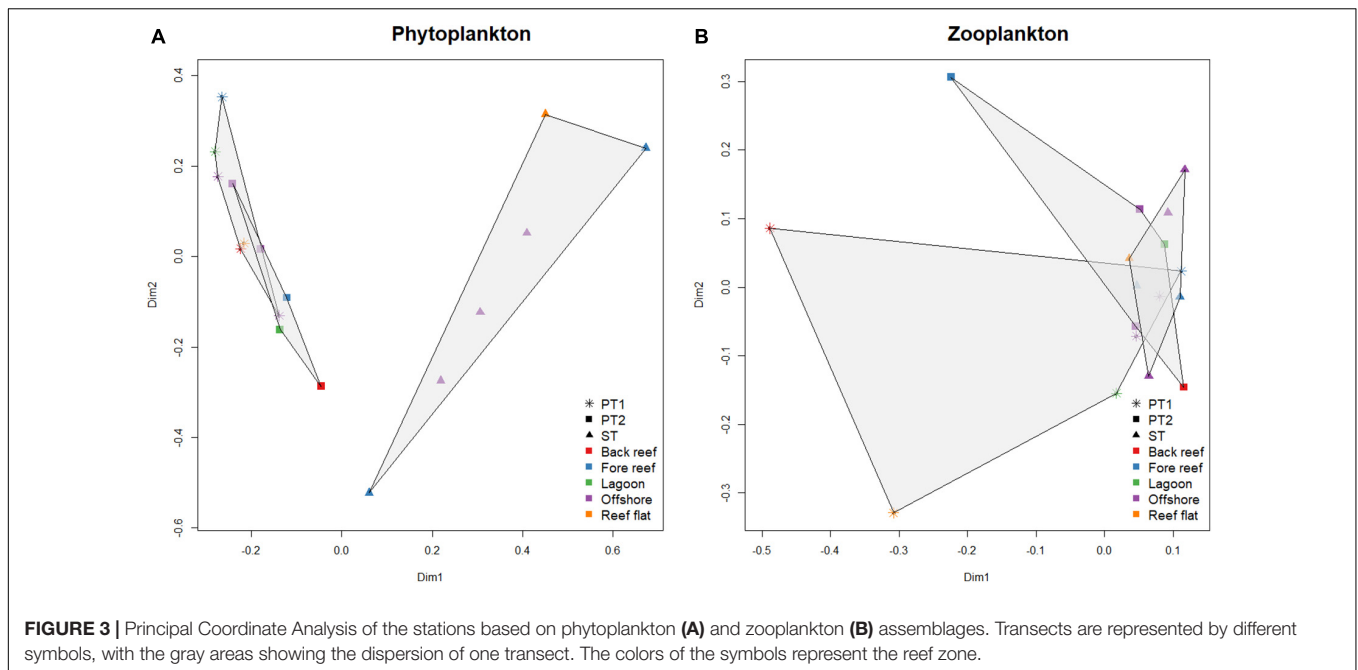 A
Phytoplankton
0.4
0.2
0.0
-0.2
-0.4
-0.6
Dim2
-0.2
0.0
0.2
0.4
0.6
Dim1
PT1
PT2
ST
Back reef
Fore reef
Lagoon
Offshore
Reef flat
B
Zooplankton
0.3
0.2
0.1
0.0
-0.1
-0.2
-0.3
Dim2
-0.5
-0.4
-0.3
-0.2
-0.1
0.0
0.1
Dim1
PT1
PT2
ST
Back reef
Fore reef
Lagoon
Offshore
Reef flat
FIGURE 3 | Principal Coordinate Analysis of the stations based on phytoplankton (A) and zooplankton (B) assemblages. Transects are represented by different
symbols, with the gray areas showing the dispersion of one transect. The colors of the symbols represent the reef zone.